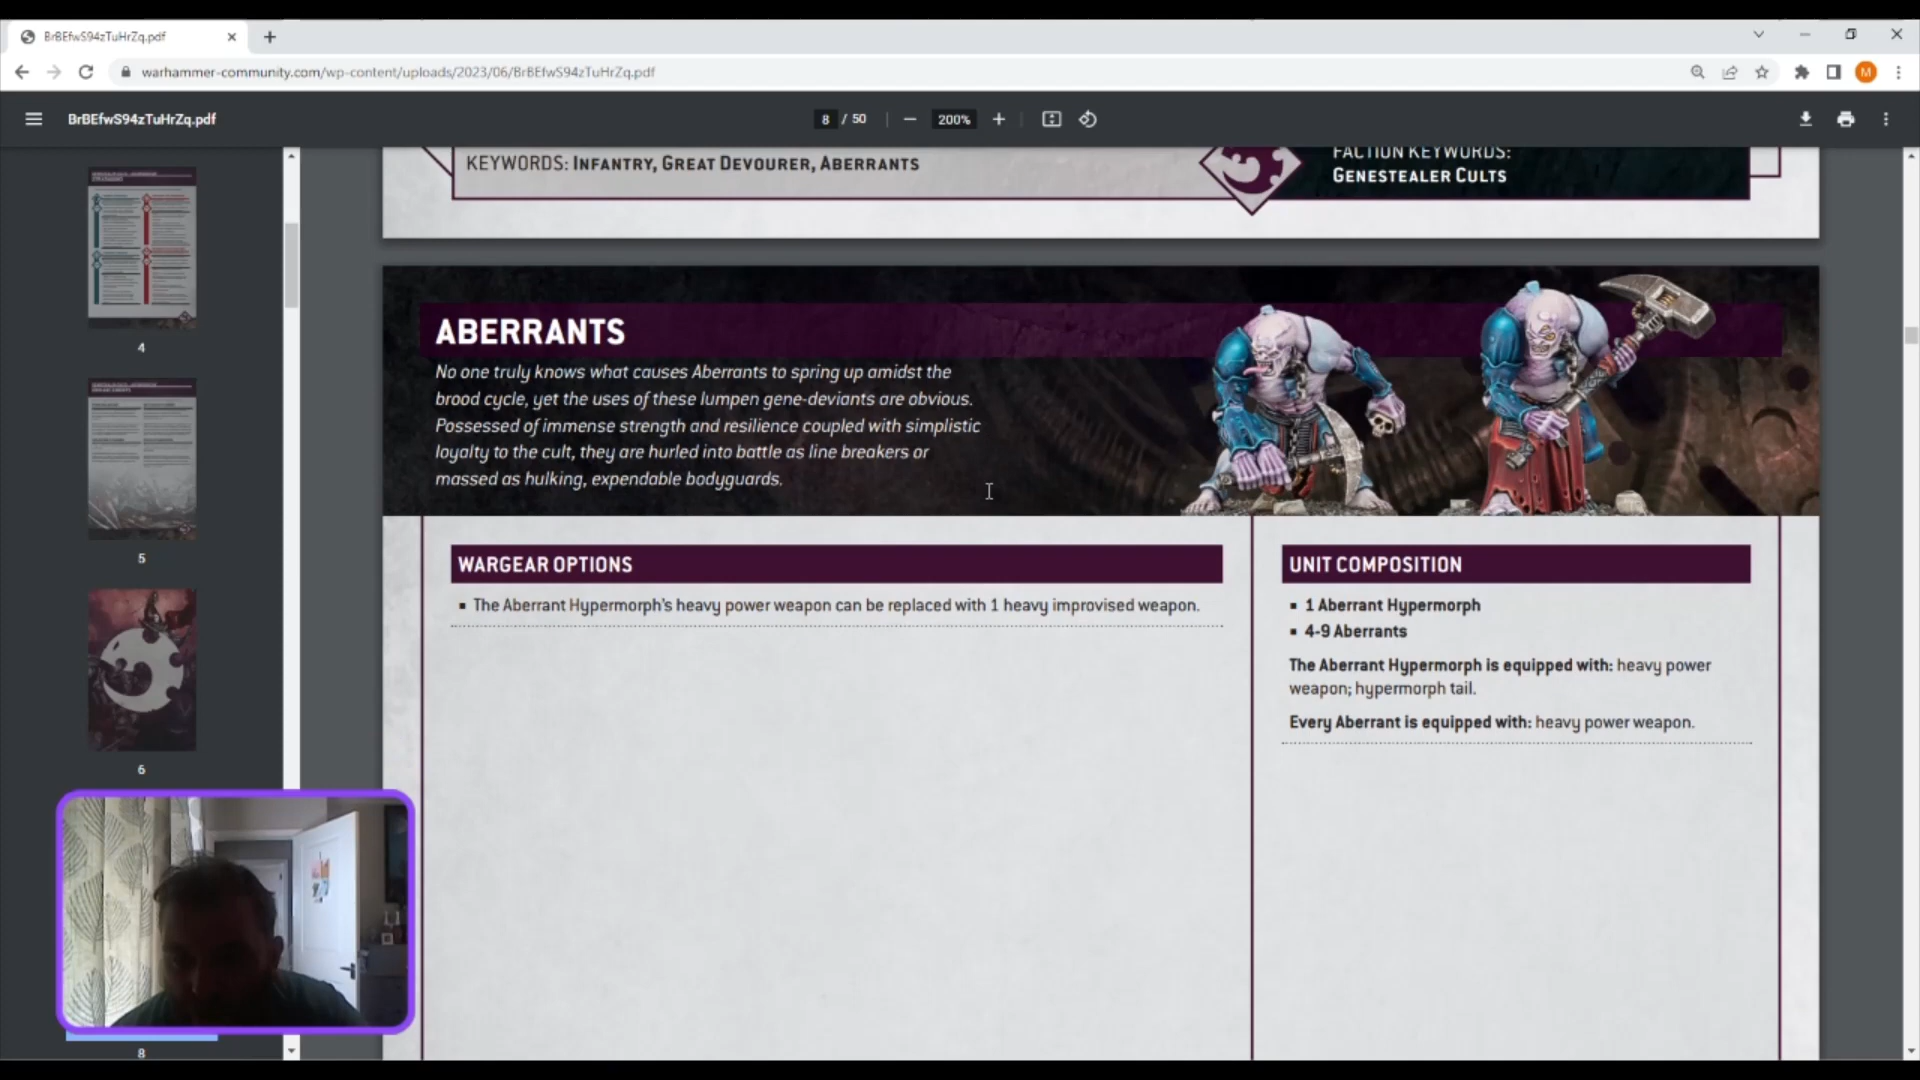 BrBEfwS94zTuHrZq.pdf
warhammer-community.com/wp-content/uploads/2023/06/BrBEfwS94zTuHrZq.pdf
M
BrBEfwS94zTuHrZq.pdf
8 / 50
200%
KEYWORDS: INFANTRY, GREAT DEVOURER, ABERRANTS
FACTION KEYWORDS:
GENESTEALER CULTS
ABERRANTS
No one truly knows what causes Aberrants to spring up amidst the
brood cycle, yet the uses of these lumpen gene-deviants are obvious.
Possessed of immense strength and resilience coupled with simplistic
loyalty to the cult, they are hurled into battle as line breakers or
massed as hulking, expendable bodyguards.
WARGEAR OPTIONS
▪ The Aberrant Hypermorph's heavy power weapon can be replaced with 1 heavy improvised weapon.
UNIT COMPOSITION
▪ 1 Aberrant Hypermorph
▪ 4-9 Aberrants
The Aberrant Hypermorph is equipped with: heavy power
weapon; hypermorph tail.
Every Aberrant is equipped with: heavy power weapon.
4
5
6
8